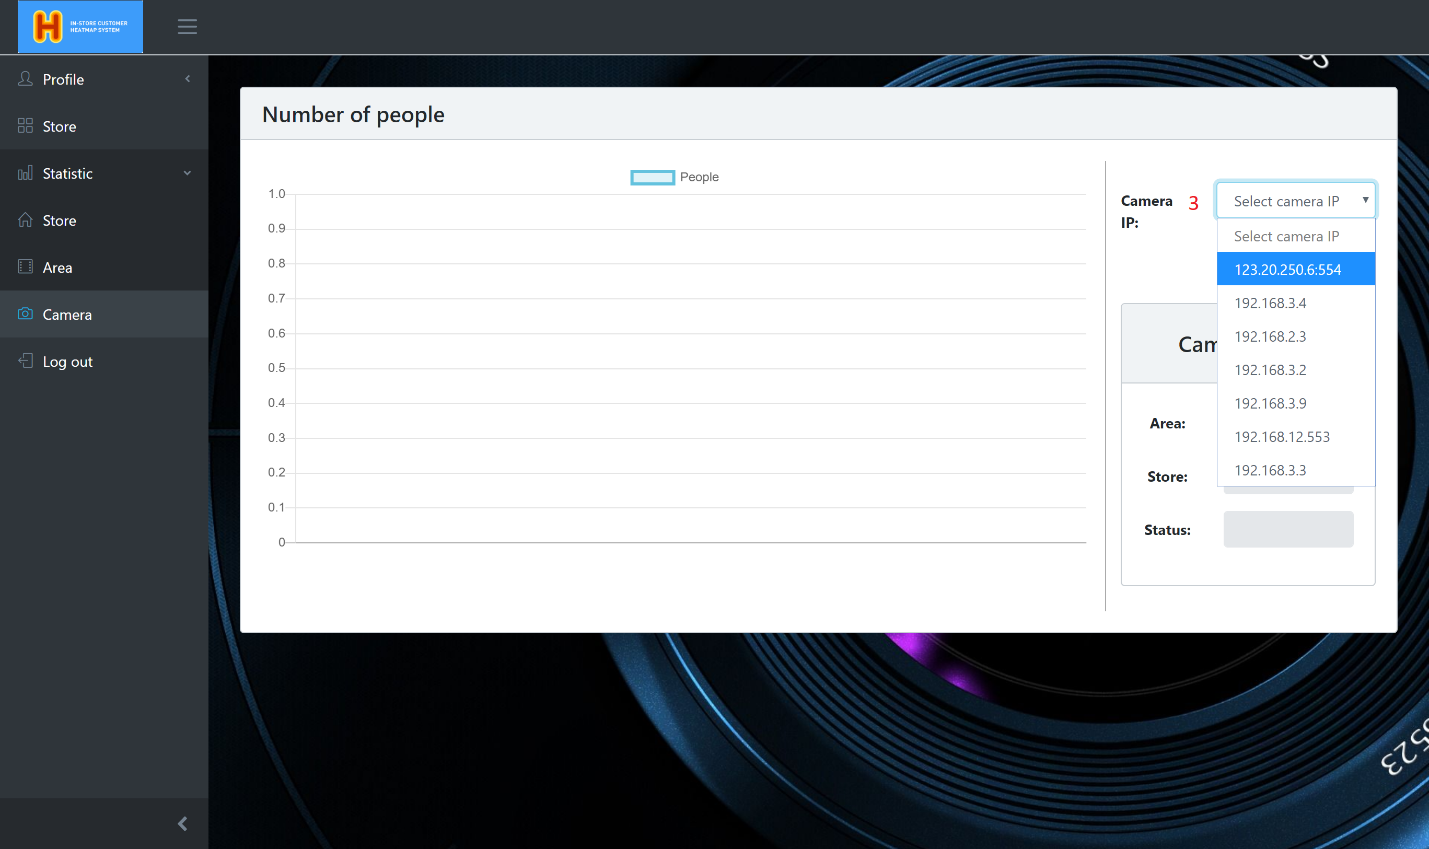 H
IN-STORE CUSTOMER
HEATMAP SYSTEM
Profile
Store
Statistic
Store
Area
Camera
Log out
Number of people
People
1.0
0.9
0.8
0.7
0.6
0.5
0.4
0.3
0.2
0.1
0
Camera
IP:
3
Select camera IP
Select camera IP
123.20.250.6:554
192.168.3.4
192.168.2.3
192.168.3.2
192.168.3.9
192.168.12.553
192.168.3.3
Cam
Area:
Store:
Status: